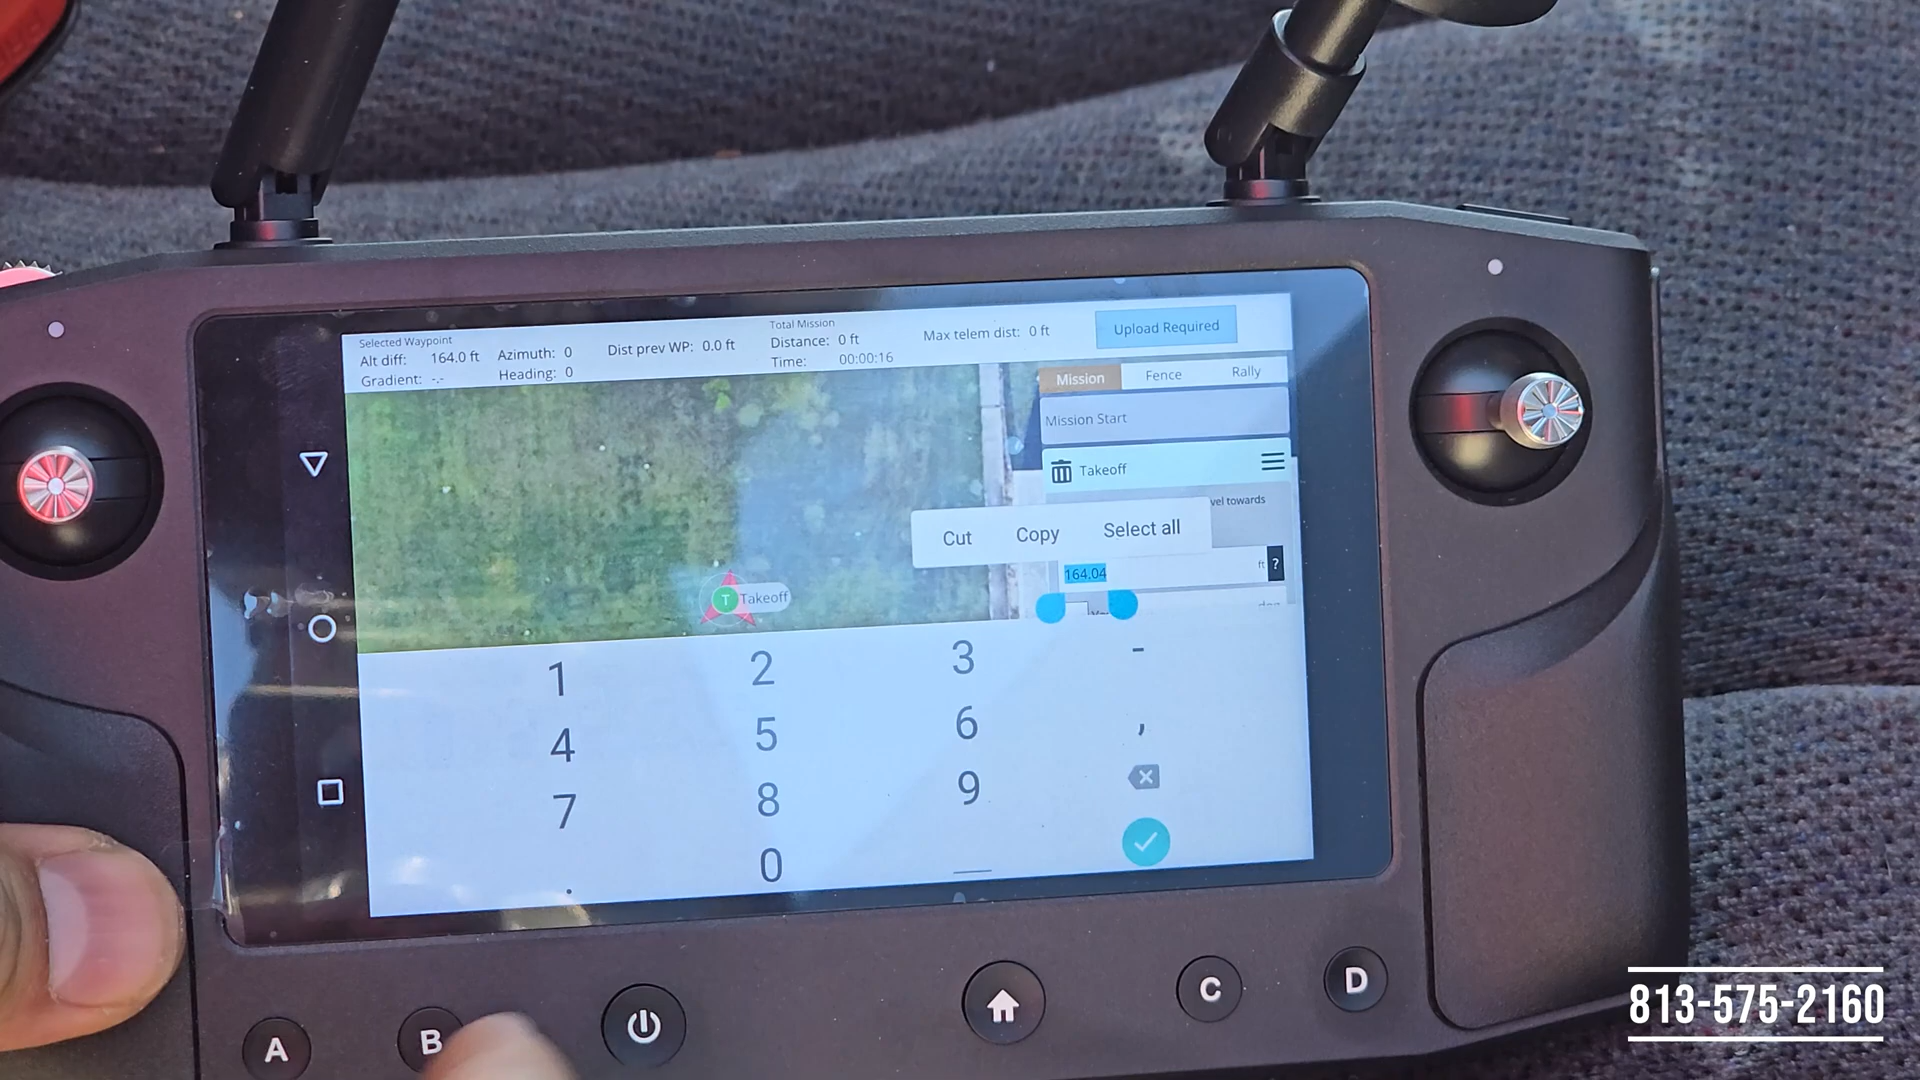 Selected Waypoint
Alt diff: 164.0 ft Azimuth: 0 Dist prev WP: 0.0 ft
Gradient: -.- Heading: 0
Total Mission
Distance: 0 ft Max telem dist: 0 ft
Time: 00:00:16
Upload Required
Mission Fence Rally
Mission Start
Takeoff
vel towards
Cut Copy Select all
164.04 ft ?
T Takeoff
1 2 3 -
4 5 6 ,
7 8 9
. 0
A B C D
813-575-2160